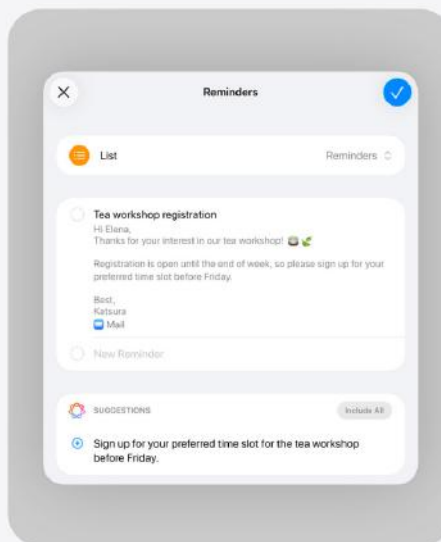 Reminders
List
Reminders
Tea workshop registration
Hi Elena,
Thanks for your interest in our tea workshop! 🍵🌿
Registration is open until the end of week, so please sign up for your
preferred time slot before Friday.
Best,
Katsura
Mail
New Reminder
SUGGESTIONS
Include All
Sign up for your preferred time slot for the tea workshop
before Friday.